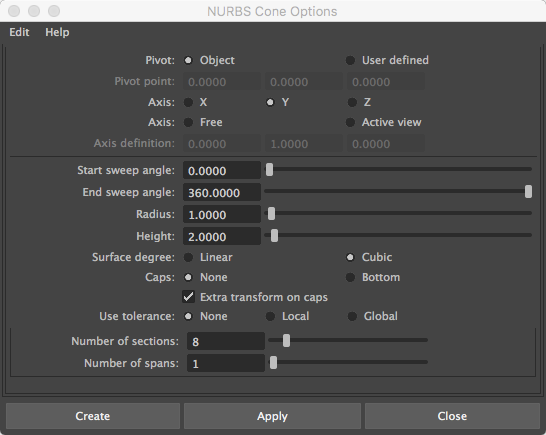 NURBS Cone Options
Edit Help
Pivot: Object User defined
Pivot point: 0.0000 0.0000 0.0000
Axis: X Y Z
Axis: Free Active view
Axis definition: 0.0000 1.0000 0.0000
Start sweep angle: 0.0000
End sweep angle: 360.0000
Radius: 1.0000
Height: 2.0000
Surface degree: Linear Cubic
Caps: None Bottom
Extra transform on caps
Use tolerance: None Local Global
Number of sections: 8
Number of spans: 1
Create Apply Close